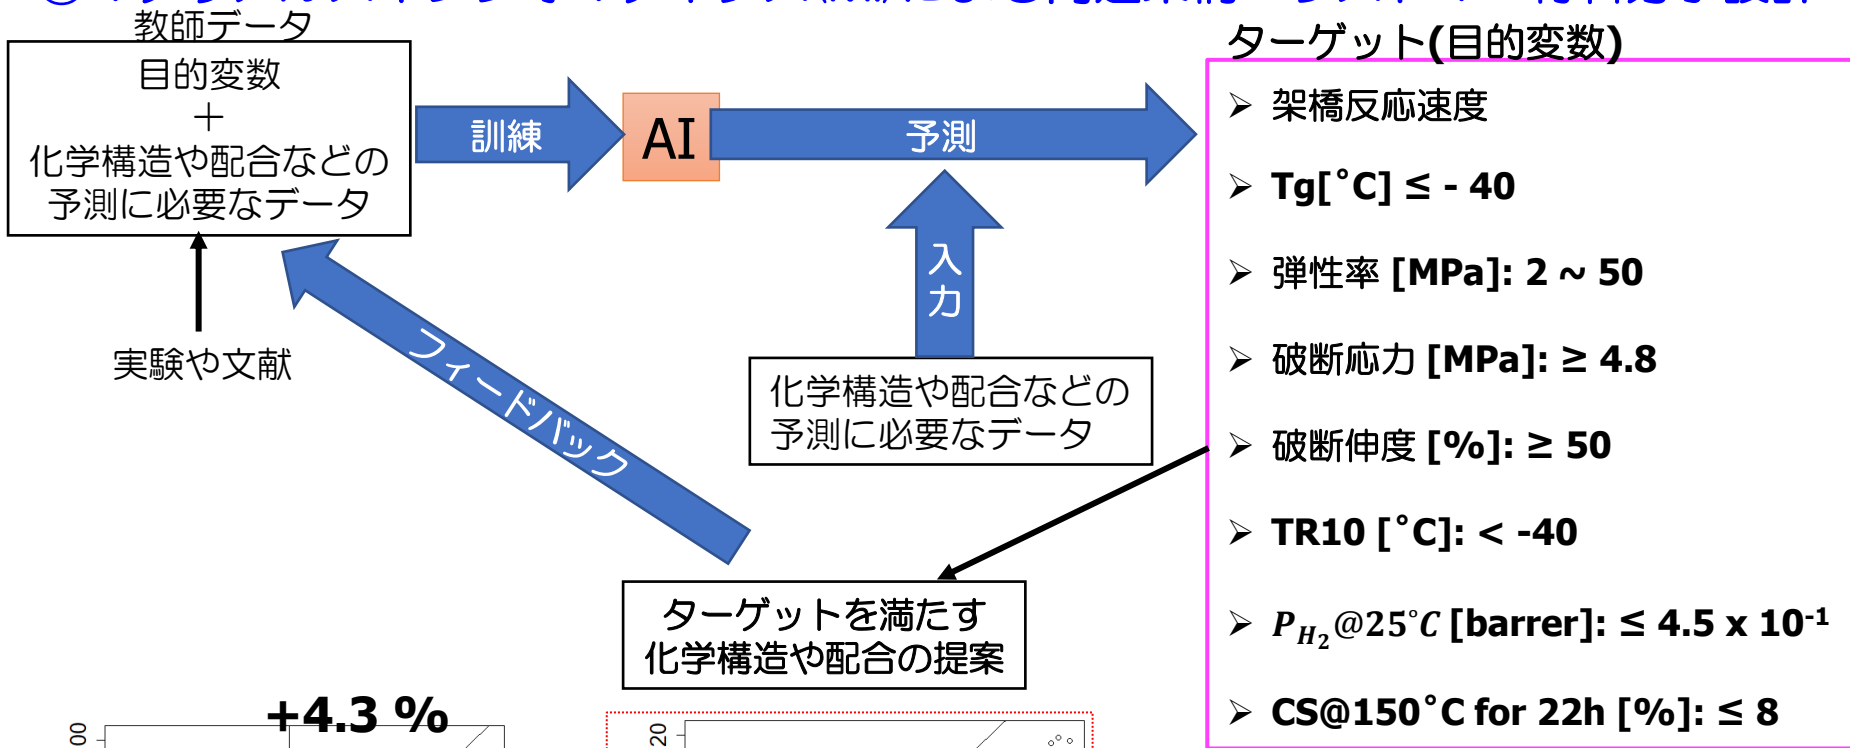 による
教師データ
目的変数
＋
化学構造や配合などの
予測に必要なデータ
訓練
AI
予測
入力
実験や文献
フィードバック
化学構造や配合などの
予測に必要なデータ
ターゲットを満たす
化学構造や配合の提案
ターゲット(目的変数)
➢ 架橋反応速度
➢ Tg[°C] ≤ - 40
➢ 弾性率 [MPa]: 2 ~ 50
➢ 破断応力 [MPa]: ≥ 4.8
➢ 破断伸度 [%]: ≥ 50
➢ TR10 [°C]: < -40
➢ P_H₂@25°C [barrer]: ≤ 4.5 x 10⁻¹
➢ CS@150°C for 22h [%]: ≤ 8
+4.3 %
00
20